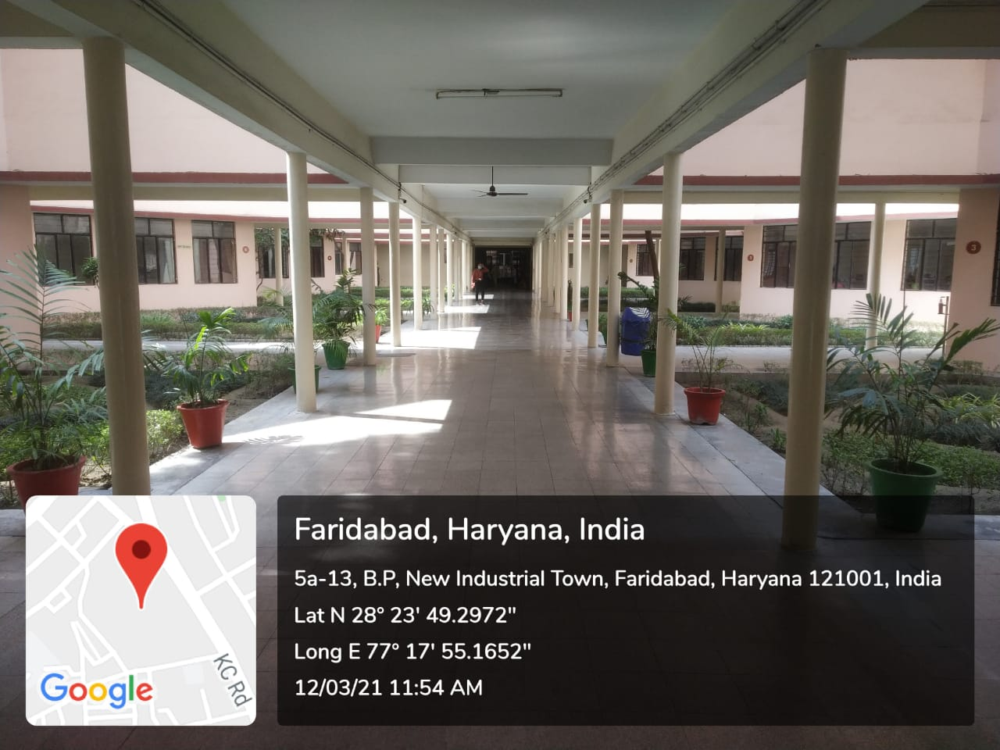 3
Faridabad, Haryana, India
5a-13, B.P, New Industrial Town, Faridabad, Haryana 121001, India
Lat N 28° 23' 49.2972"
Long E 77° 17' 55.1652"
12/03/21 11:54 AM
KC Rd
Google